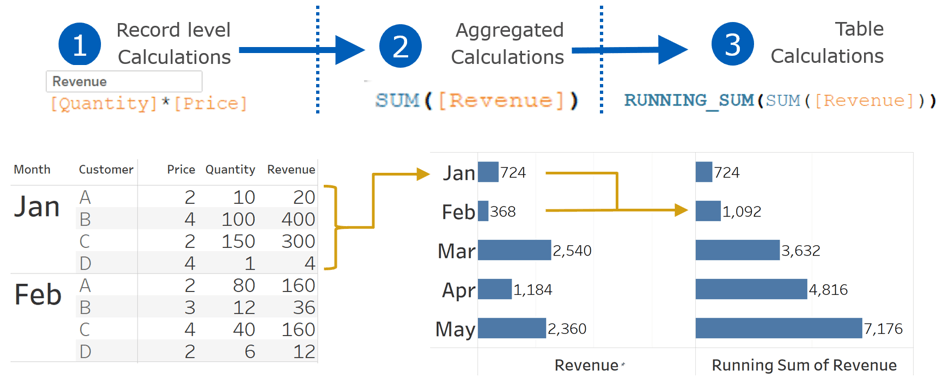 1
Record level
Calculations
Revenue
[Quantity]*[Price]
2
Aggregated
Calculations
SUM([Revenue])
3
Table
Calculations
RUNNING_SUM(SUM([Revenue]))
Month Customer Price Quantity Revenue
Jan
A 2 10 20
B 4 100 400
C 2 150 300
D 4 1 4
Feb
A 2 80 160
B 3 12 36
C 4 40 160
D 2 6 12
Jan 724 724
Feb 368 1,092
Mar 2,540 3,632
Apr 1,184 4,816
May 2,360 7,176
Revenue Running Sum of Revenue